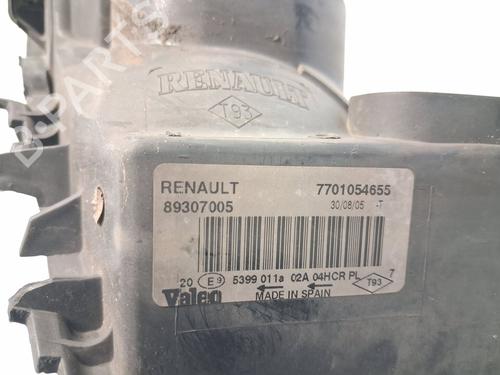 B-PARTS
RENAULT
T93
RENAULT 7701054655
89307005 30/08/05 -T
20 E9 5399 011a 02A 04HCR PL T93 7
Valeo MADE IN SPAIN